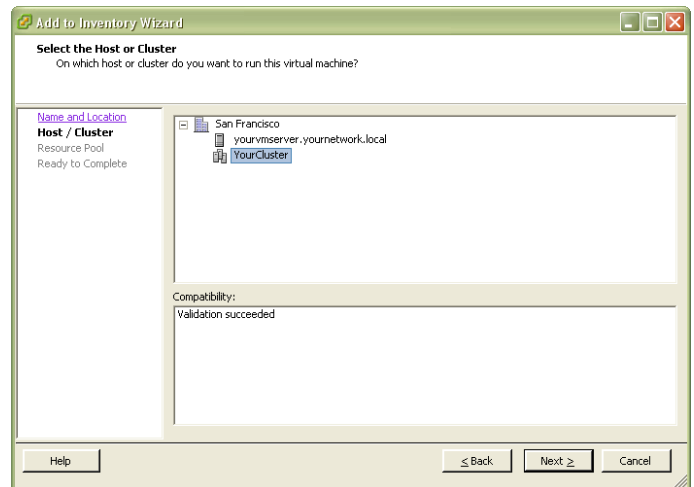 Add to Inventory Wizard
Select the Host or Cluster
On which host or cluster do you want to run this virtual machine?
Name and Location
Host / Cluster
Resource Pool
Ready to Complete
San Francisco
yourvmserver.yournetwork.local
YourCluster
Compatibility:
Validation succeeded
Help
≤ Back
Next ≥
Cancel